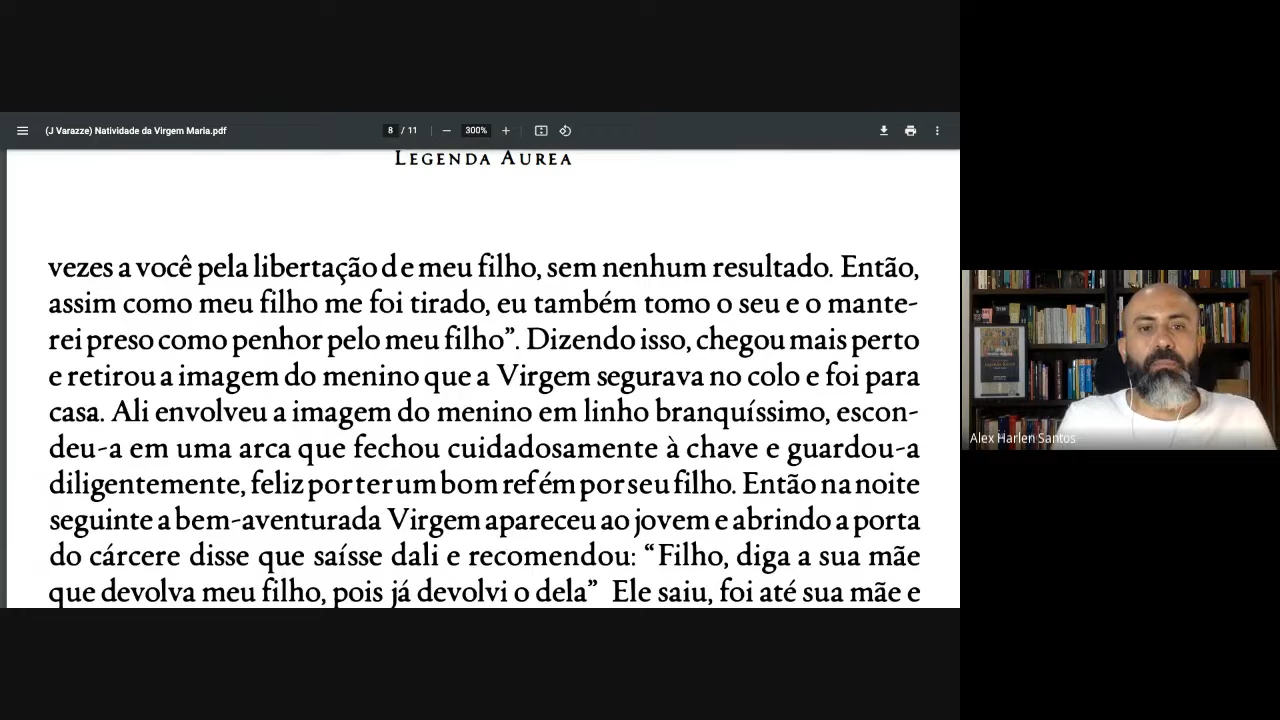 (J Varazze) Natividade da Virgem Maria.pdf
8 / 11
300%
LEGENDA AUREA
vezes a você pela libertação de meu filho, sem nenhum resultado. Então,
assim como meu filho me foi tirado, eu também tomo o seu e o mante-
rei preso como penhor pelo meu filho”. Dizendo isso, chegou mais perto
e retirou a imagem do menino que a Virgem segurava no colo e foi para
casa. Ali envolveu a imagem do menino em linho branquíssimo, escon-
deu-a em uma arca que fechou cuidadosamente à chave e guardou-a
diligentemente, feliz por ter um bom refém por seu filho. Então na noite
seguinte a bem-aventurada Virgem apareceu ao jovem e abrindo a porta
do cárcere disse que saísse dali e recomendou: “Filho, diga a sua mãe
que devolva meu filho, pois já devolvi o dela” Ele saiu, foi até sua mãe e
Alex Harlen Santos